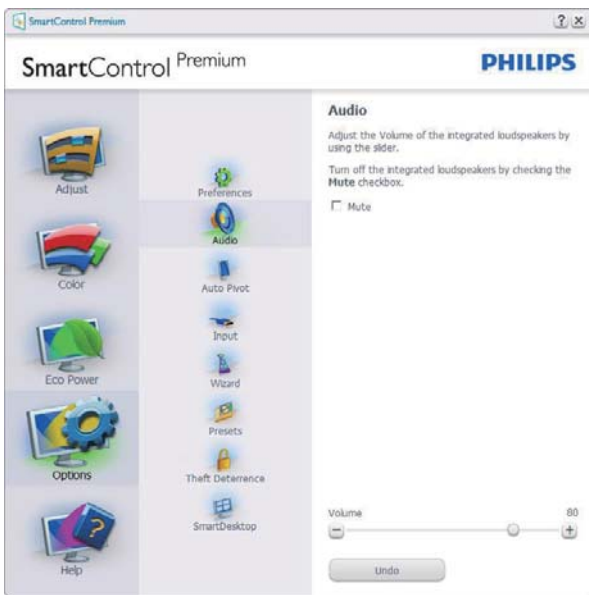 SmartControl Premium
SmartControl Premium
PHILIPS
Adjust
Color
Eco Power
Options
Help
Preferences
Audio
Auto Pivot
Input
Wizard
Presets
Theft Deterrence
SmartDesktop
Audio
Adjust the Volume of the integrated loudspeakers by
using the slider.
Turn off the integrated loudspeakers by checking the
Mute checkbox.
Mute
Volume 80
Undo